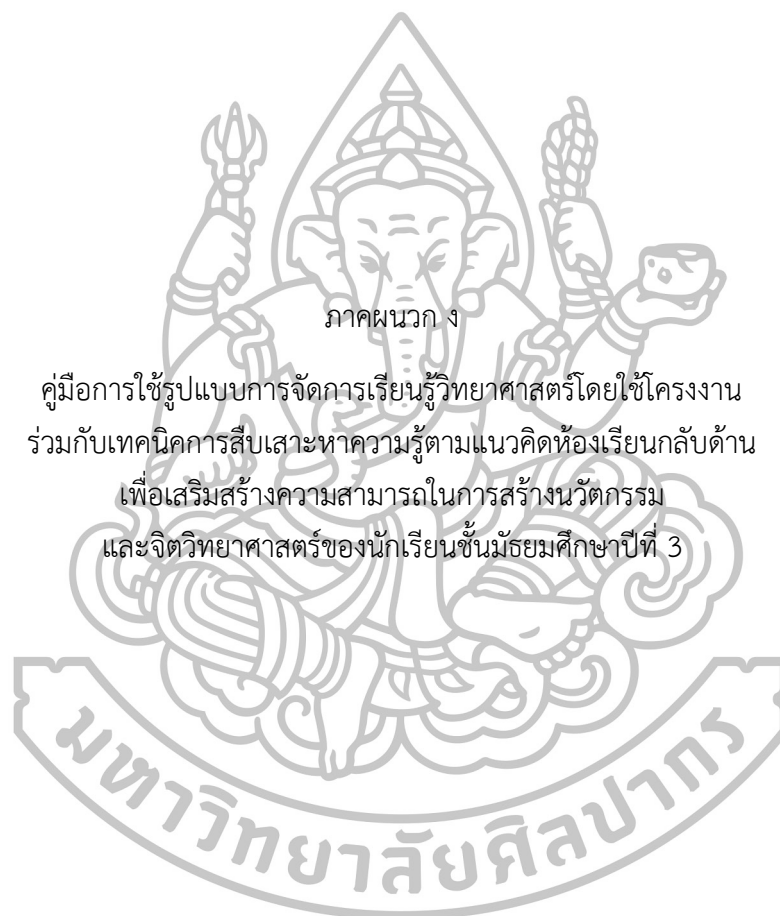 ภาคผนวก ง
คู่มือการใช้รูปแบบการจัดการเรียนรู้วิทยาศาสตร์โดยใช้โครงงาน
ร่วมกับเทคนิคการสืบเสาะหาความรู้ตามแนวคิดห้องเรียนกลับด้าน
เพื่อเสริมสร้างความสามารถในการสร้างนวัตกรรม
และจิตวิทยาศาสตร์ของนักเรียนชั้นมัธยมศึกษาปีที่ 3
มหาวิทยาลัยศิลปากร